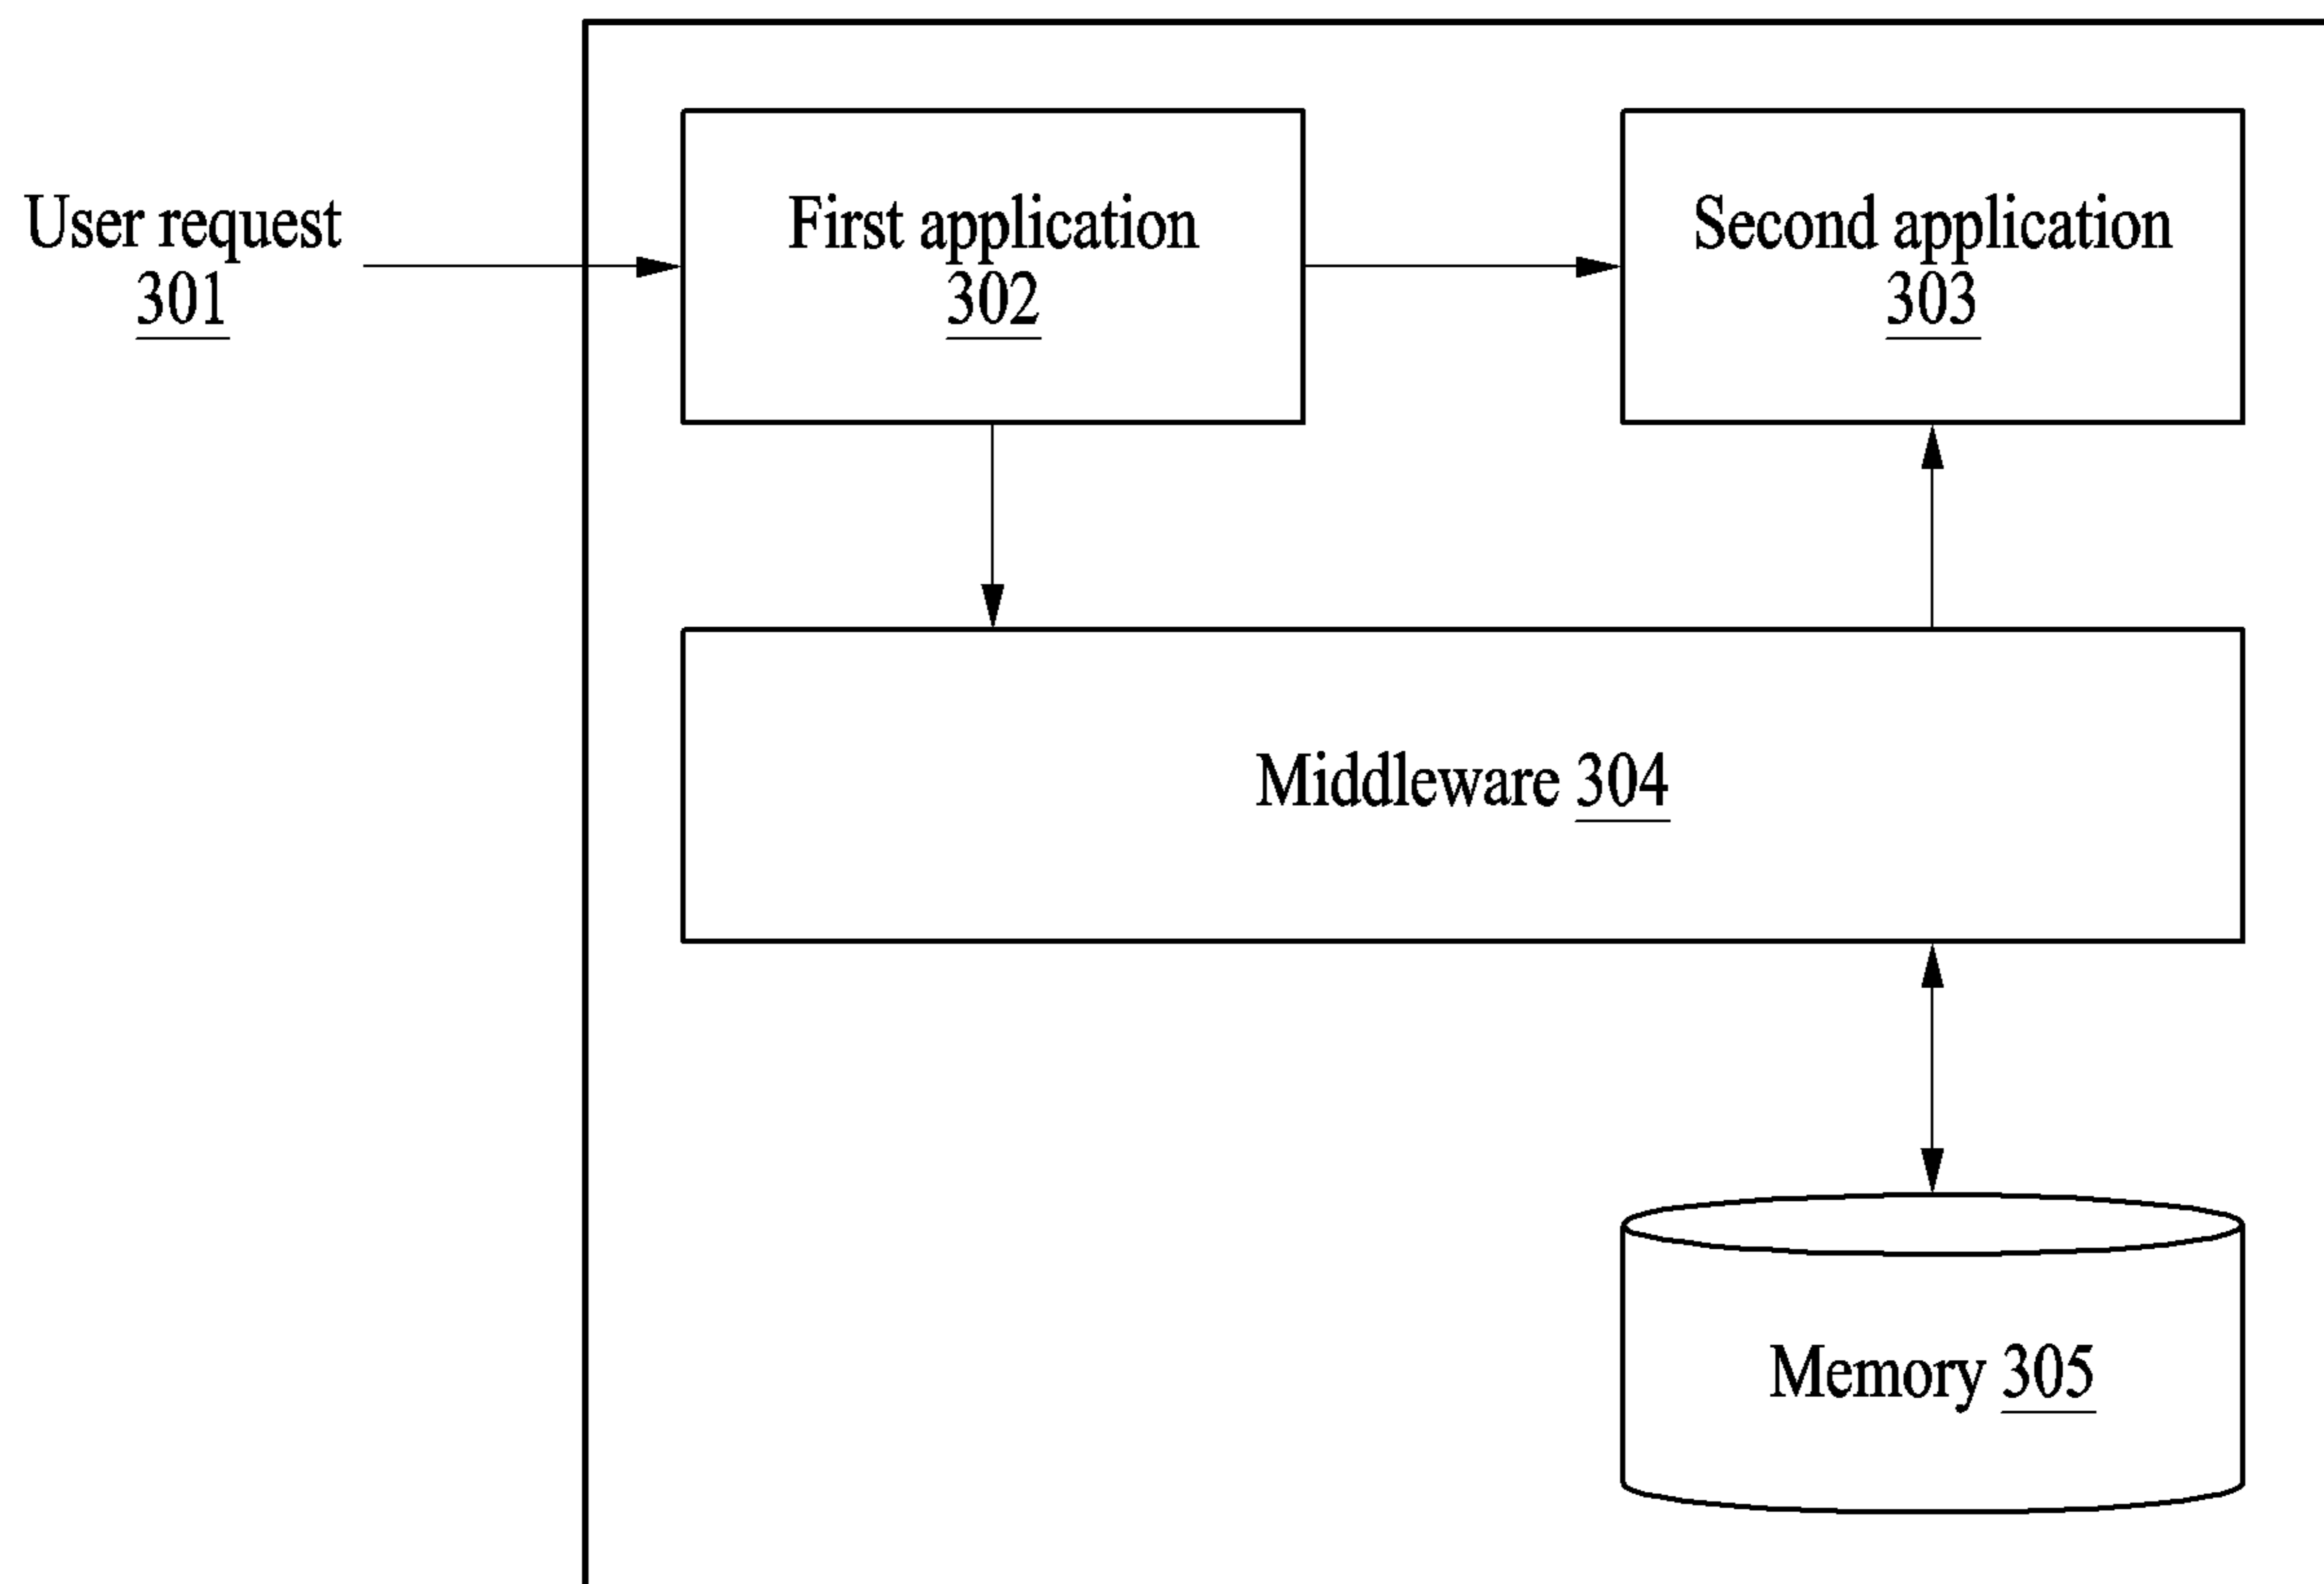 User request
301
First application
302
Second application
303
Middleware 304
Memory 305